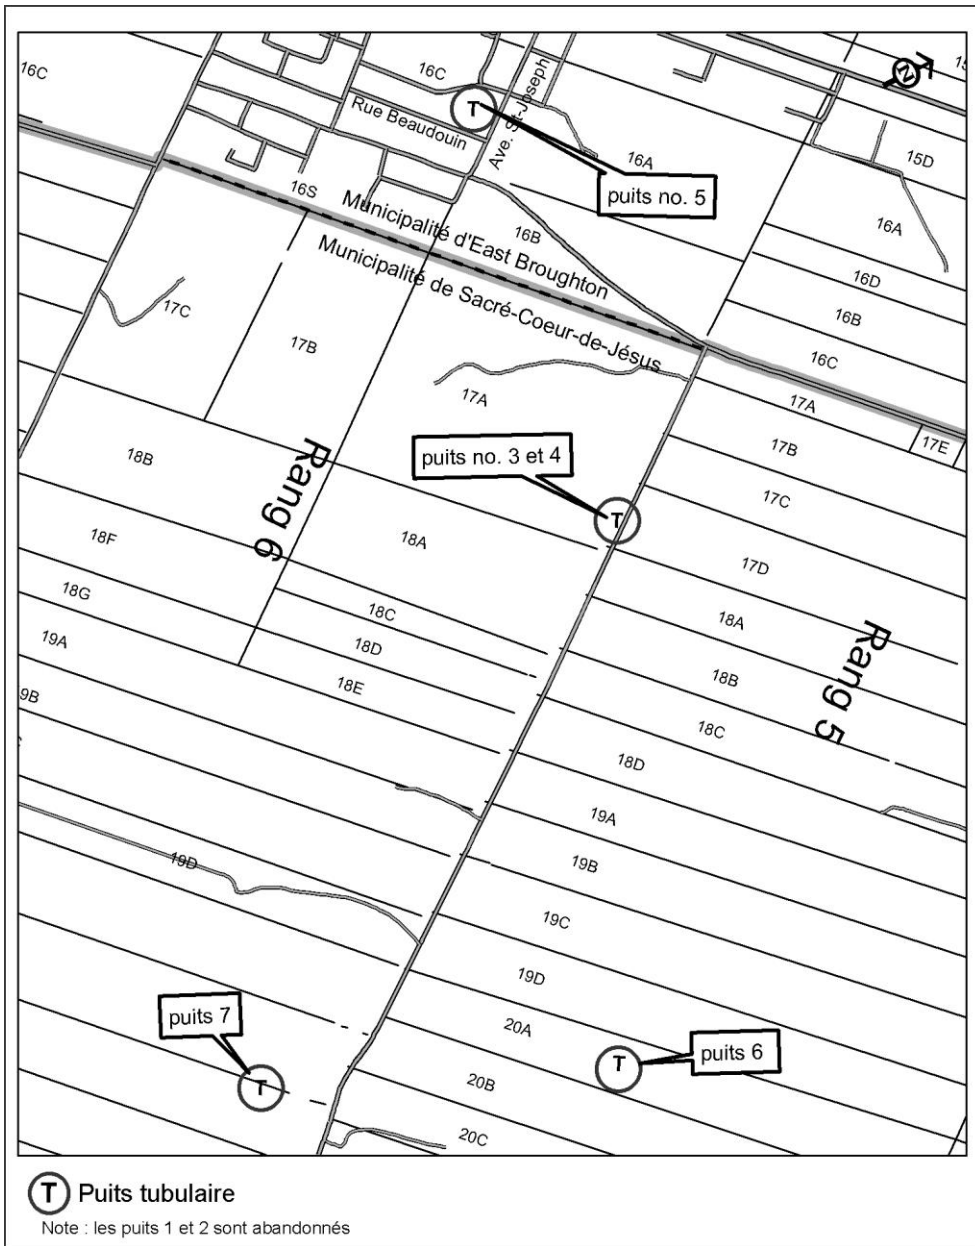 16C
16C
Rue Beaudouin
T
Ave. St-Joseph
N
15D
16A
puits no. 5
16A
16S
Municipalité d'East Broughton
16B
16D
Municipalité de Sacré-Coeur-de-Jésus
16B
17C
17B
16C
17A
17A
17E
17B
18B
Rang 6
puits no. 3 et 4
17C
T
18F
18A
17D
18G
18C
18A
19A
18D
18B
Rang 5
18E
9B
18C
18D
19A
19D
19B
19C
19D
puits 7
20A
puits 6
T
T
20B
20C
T Puits tubulaire
Note : les puits 1 et 2 sont abandonnés